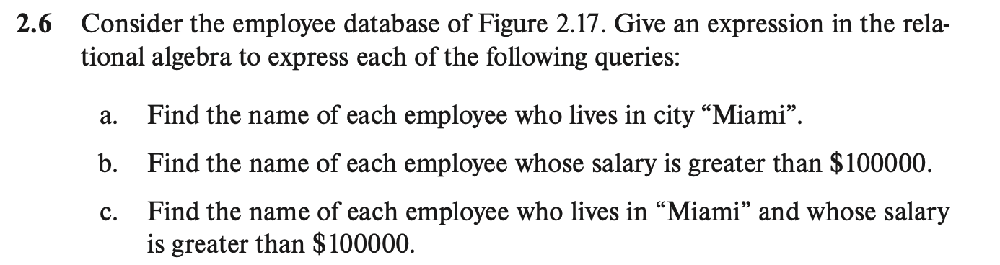 2.6 Consider the employee database of Figure 2.17. Give an expression in the rela-
tional algebra to express each of the following queries:
a. Find the name of each employee who lives in city “Miami”.
b. Find the name of each employee whose salary is greater than $100000.
c. Find the name of each employee who lives in “Miami” and whose salary
is greater than $100000.